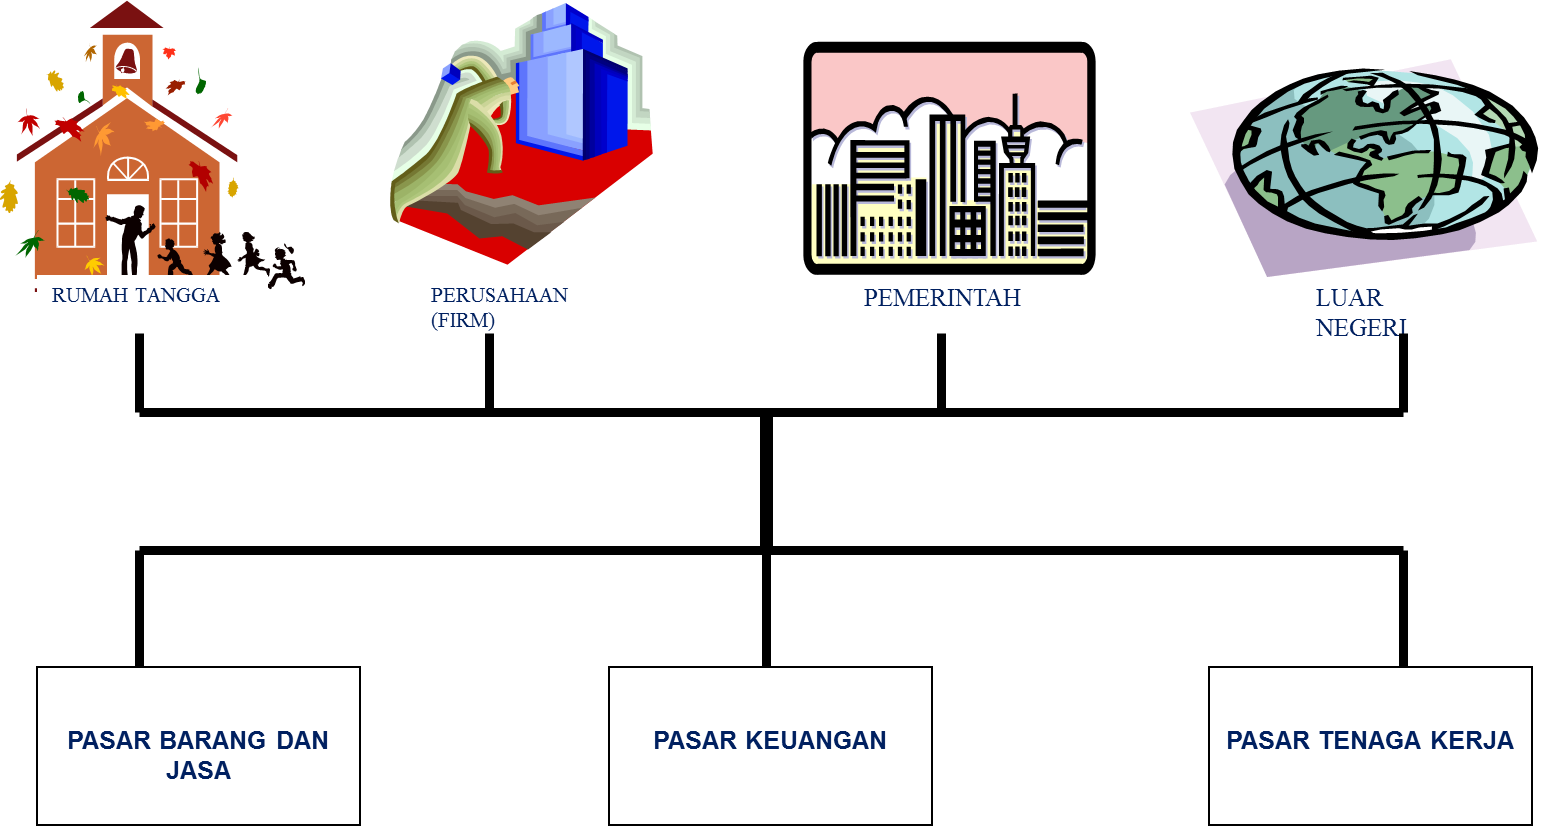 RUMAH TANGGA
PERUSAHAAN
(FIRM)
PEMERINTAH
LUAR
NEGERI
PASAR BARANG DAN
JASA
PASAR KEUANGAN
PASAR TENAGA KERJA